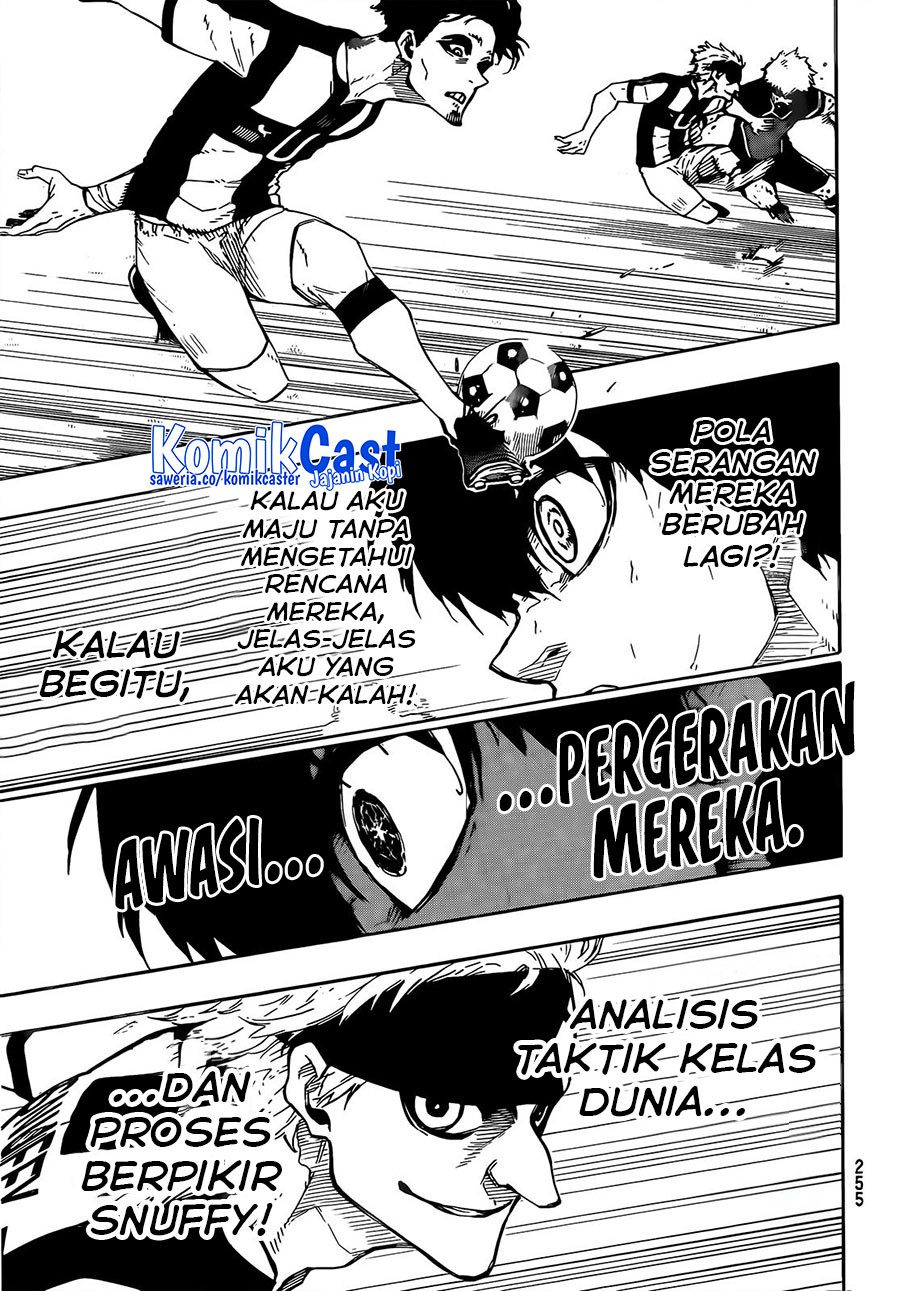 POLA
SERANGAN
MEREKA
BERUBAH
LAGI?!
KomikCast
saweria.co/komikcaster Jajanin Kopi
KALAU AKU
MAJU TANPA
MENGETAHUI
RENCANA
MEREKA,
JELAS-JELAS
AKU YANG
AKAN KALAH!
KALAU
BEGITU,
...PERGERAKAN
MEREKA.
AWASI...
ANALISIS
TAKTIK KELAS
DUNIA...
...DAN
PROSES
BERPIKIR
SNUFFY!
255